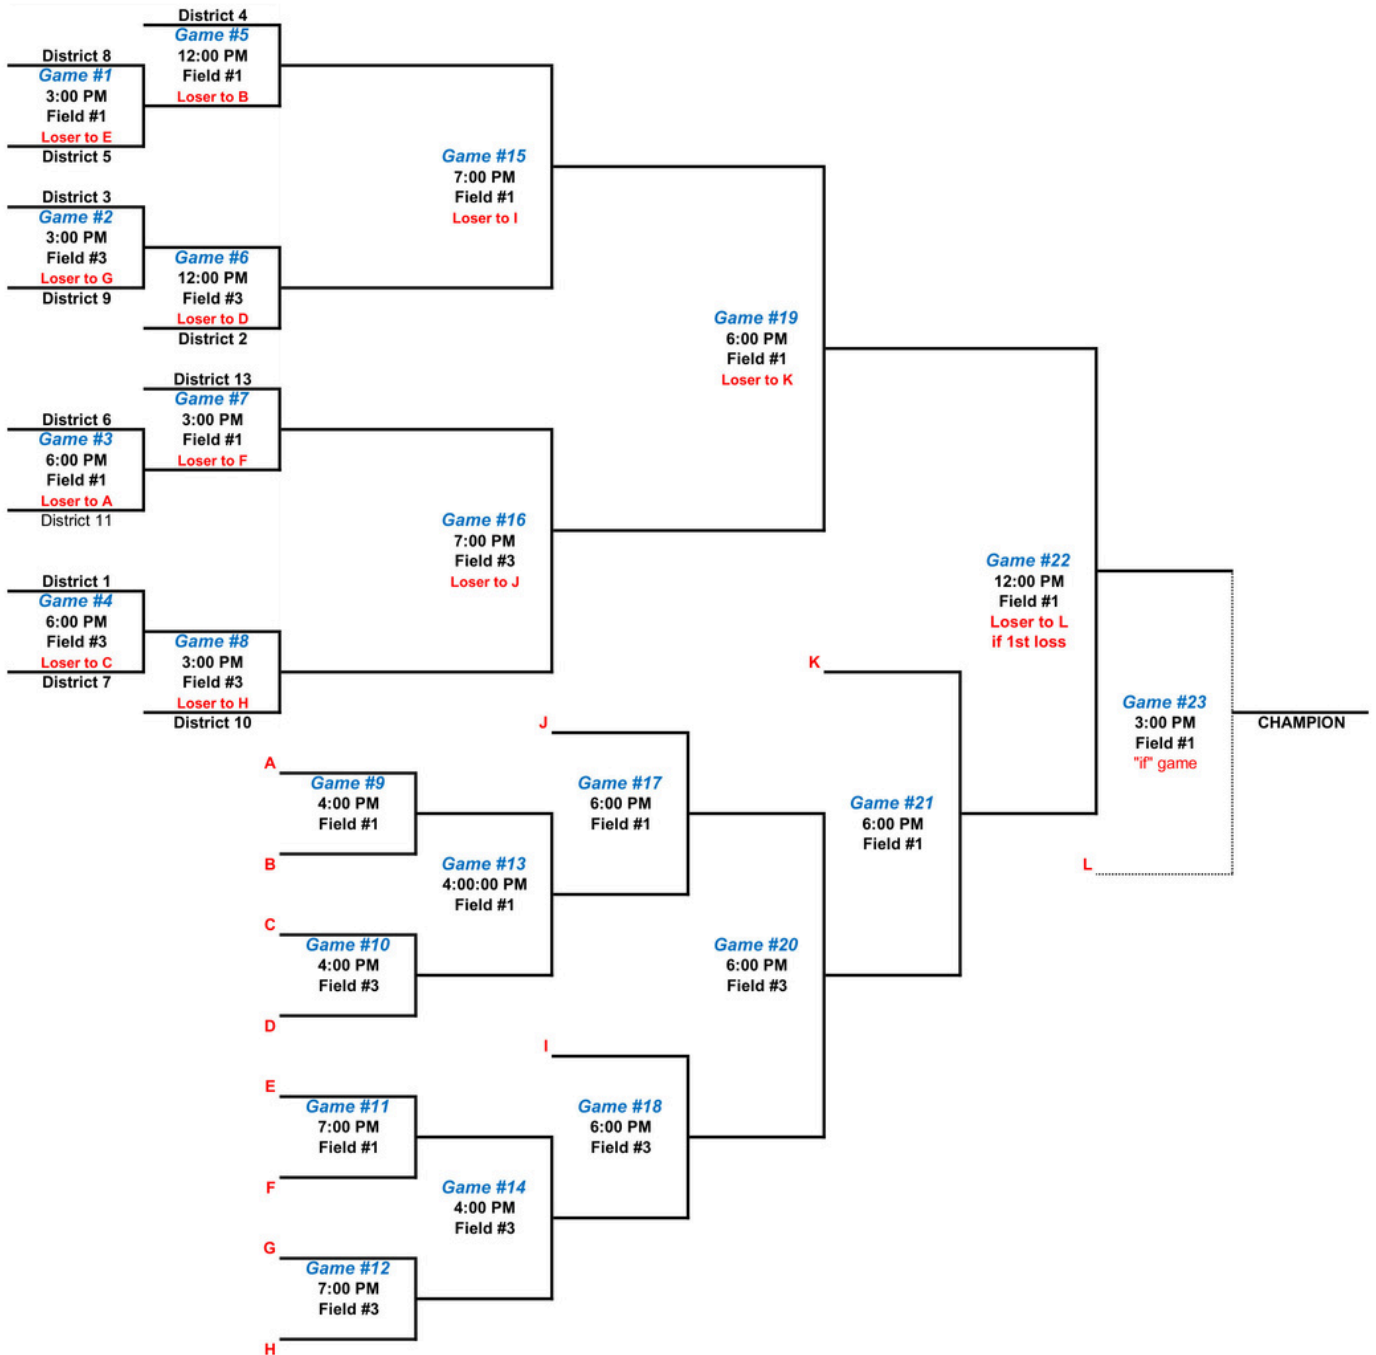 District 4
Game #5
12:00 PM
Field #1
Loser to B
District 8
Game #1
3:00 PM
Field #1
Loser to E
District 5
District 3
Game #2
3:00 PM
Field #3
Loser to G
District 9
Game #6
12:00 PM
Field #3
Loser to D
District 2
District 13
Game #7
3:00 PM
Field #1
Loser to F
District 6
Game #3
6:00 PM
Field #1
Loser to A
District 11
District 1
Game #4
6:00 PM
Field #3
Loser to C
District 7
Game #8
3:00 PM
Field #3
Loser to H
District 10
Game #15
7:00 PM
Field #1
Loser to I
Game #16
7:00 PM
Field #3
Loser to J
Game #19
6:00 PM
Field #1
Loser to K
Game #22
12:00 PM
Field #1
Loser to L
if 1st loss
Game #23
3:00 PM
Field #1
"if" game
CHAMPION
L
K
Game #21
6:00 PM
Field #1
J
Game #17
6:00 PM
Field #1
A
Game #9
4:00 PM
Field #1
B
Game #13
4:00:00 PM
Field #1
C
Game #10
4:00 PM
Field #3
D
Game #20
6:00 PM
Field #3
I
Game #18
6:00 PM
Field #3
E
Game #11
7:00 PM
Field #1
F
Game #14
4:00 PM
Field #3
G
Game #12
7:00 PM
Field #3
H